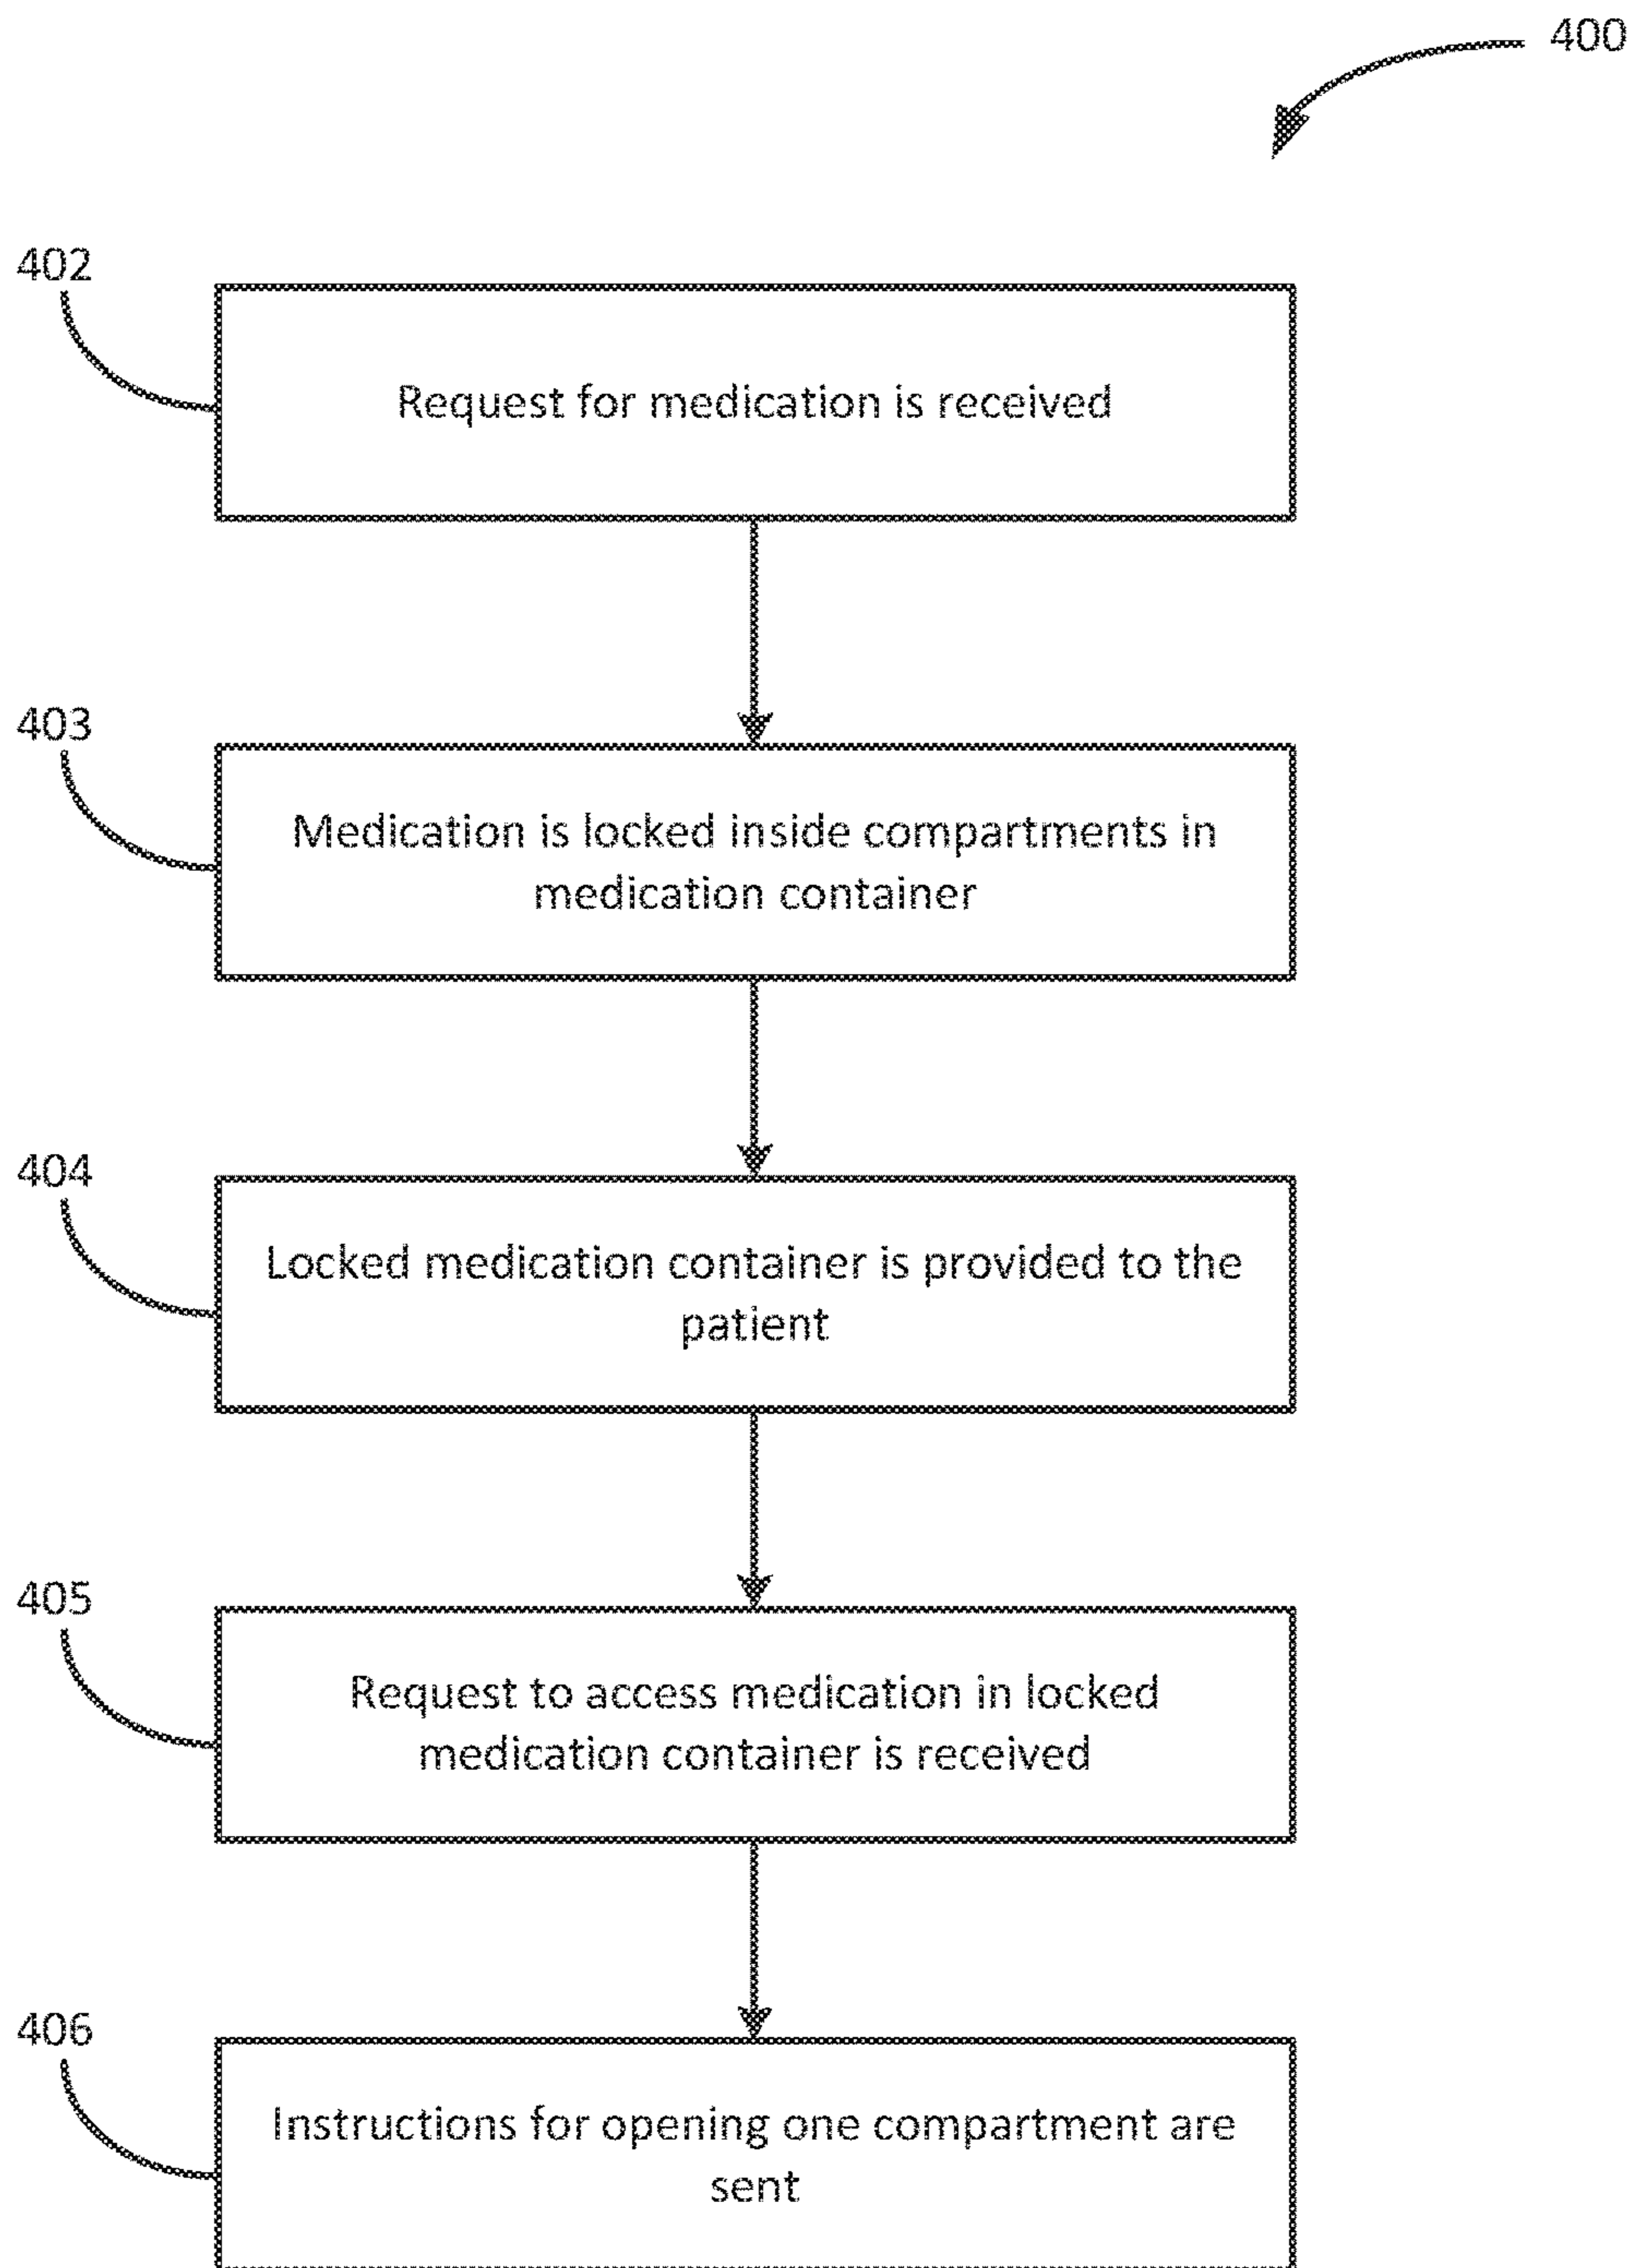 400
402
Request for medication is received
403
Medication is locked inside compartments in
medication container
404
Locked medication container is provided to the
patient
405
Request to access medication in locked
medication container is received
406
Instructions for opening one compartment are
sent